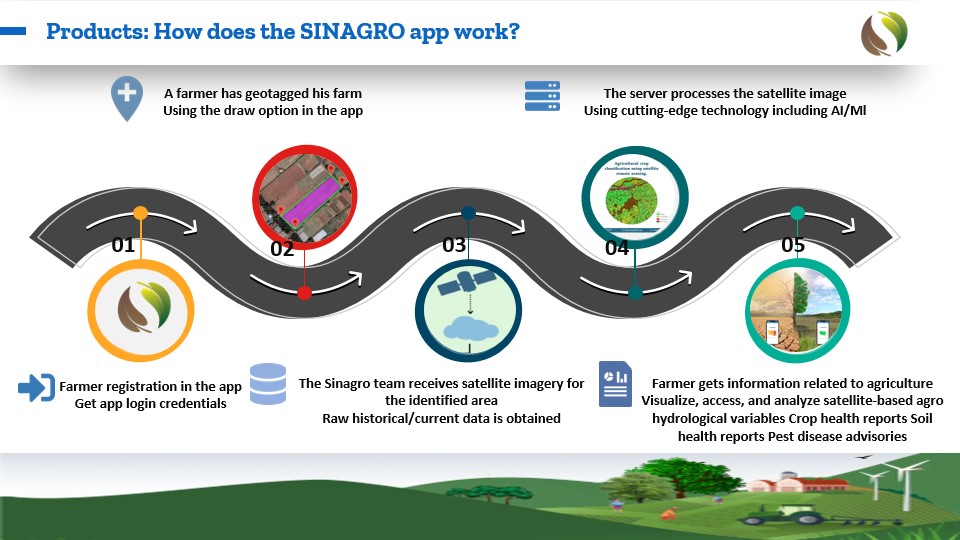 Products: How does the SINAGRO app work?
A farmer has geotagged his farm
Using the draw option in the app
The server processes the satellite image
Using cutting-edge technology including AI/Ml
Agricultural crop
classification using satellite
remote sensing.
01
02
03
04
05
Farmer registration in the app
Get app login credentials
The Sinagro team receives satellite imagery for
the identified area
Raw historical/current data is obtained
Farmer gets information related to agriculture
Visualize, access, and analyze satellite-based agro
hydrological variables Crop health reports Soil
health reports Pest disease advisories